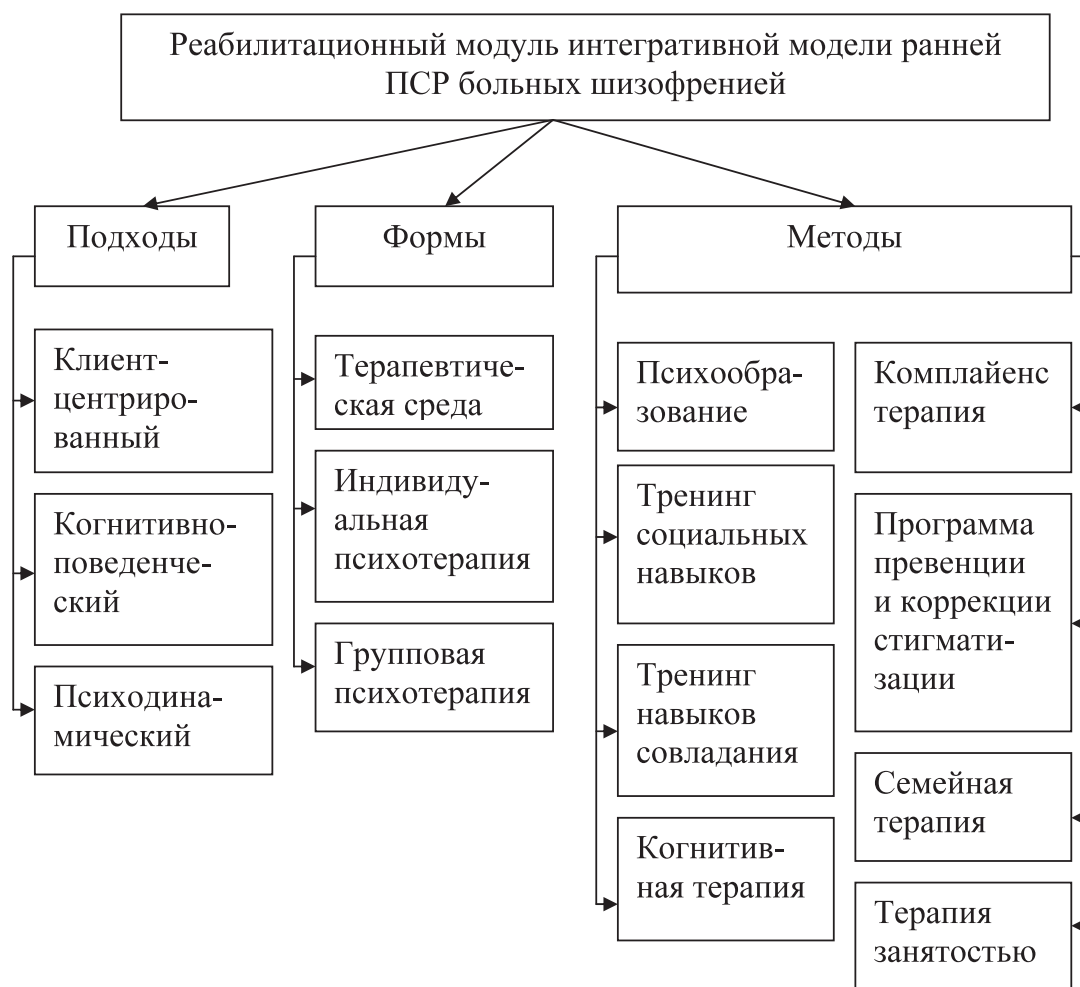 Реабилитационный модуль интегративной модели ранней
ПСР больных шизофренией
Подходы
Клиент-
центриро-
ванный
Когнитивно-
поведенче-
ский
Психодина-
мический
Формы
Терапевтиче-
ская среда
Индивиду-
альная
психотерапия
Групповая
психотерапия
Методы
Психообра-
зование
Тренинг
социальных
навыков
Тренинг
навыков
совладания
Когнитив-
ная терапия
Комплайенс
терапия
Программа
превенции
и коррекции
стигмати-
зации
Семейная
терапия
Терапия
занятостью